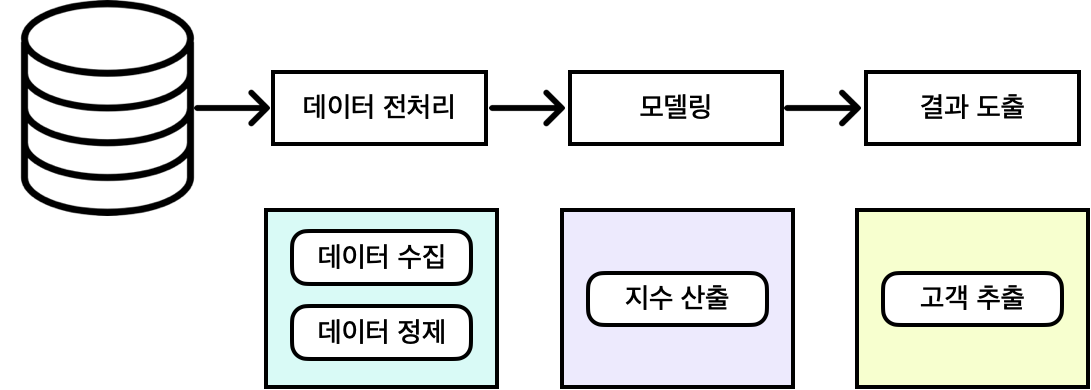 데이터 전처리
모델링
결과 도출
데이터 수집
데이터 정제
지수 산출
고객 추출